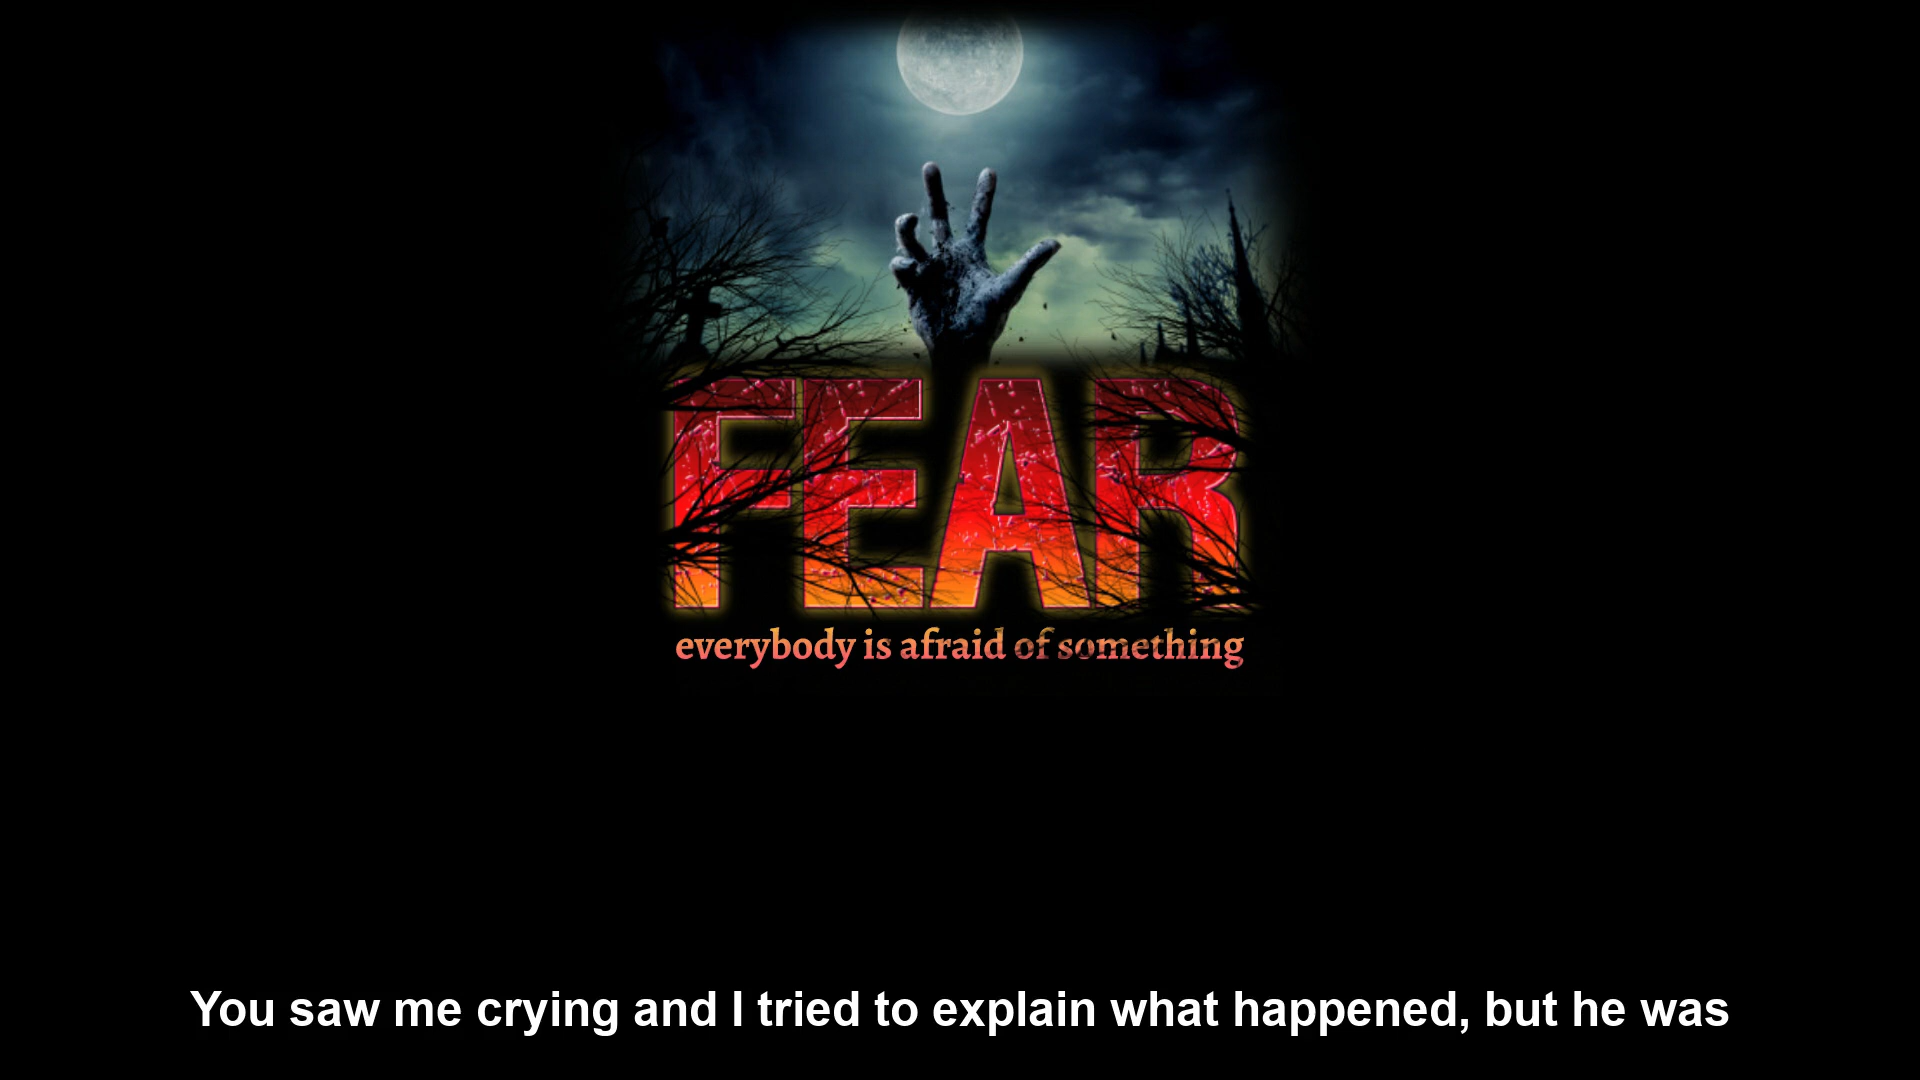 FEAR
everybody is afraid of something
You saw me crying and I tried to explain what happened, but he was